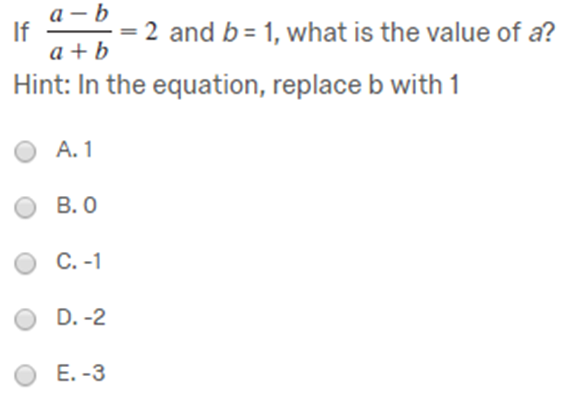 If (a − b)/(a + b) = 2 and b = 1, what is the value of a?
Hint: In the equation, replace b with 1
A. 1
B. 0
C. -1
D. -2
E. -3